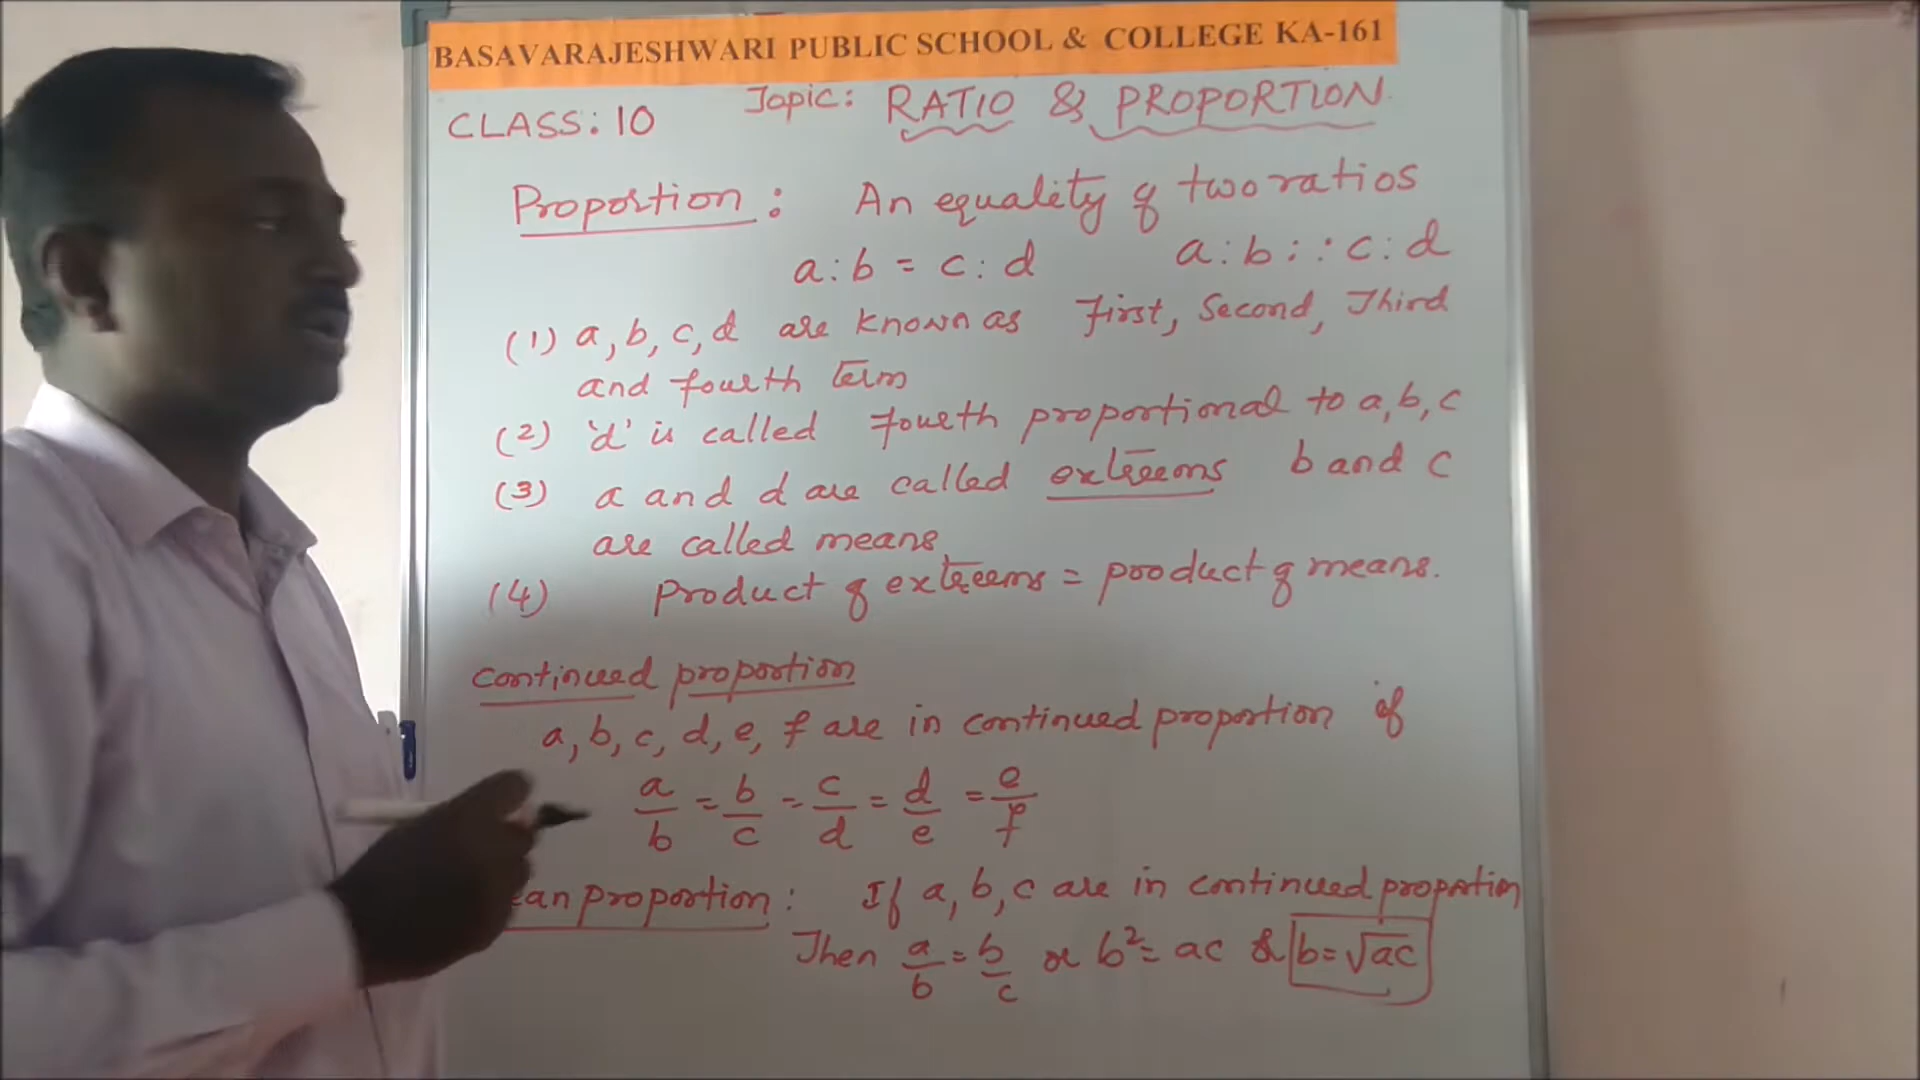 BASAVARAJESHWARI PUBLIC SCHOOL & COLLEGE KA-161
CLASS: 10 Topic: RATIO & PROPORTION
Proportion: An equality of two ratios
a:b = c:d a:b::c:d
(1) a, b, c, d are known as First, Second, Third
and fourth term
(2) 'd' is called fourth proportional to a, b, c
(3) a and d are called extreems b and c
are called means
(4) Product of extreems = product of means.
continued proportion
a, b, c, d, e, f are in continued proportion if
a/b = b/c = c/d = d/e = e/f
ean proportion: If a, b, c are in continued proportion
Then a/b = b/c or b² = ac & b = √ac